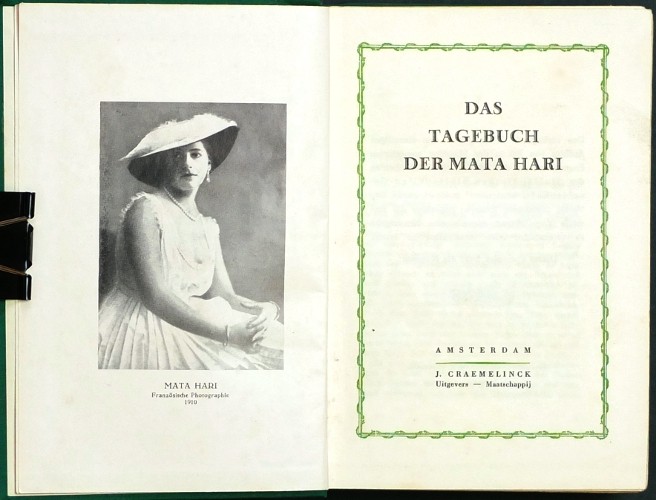 MATA HARI
Französische Photographie
1910
DAS
TAGEBUCH
DER MATA HARI
AMSTERDAM
J. CRAEMELINCK
Uitgevers — Maatschappij